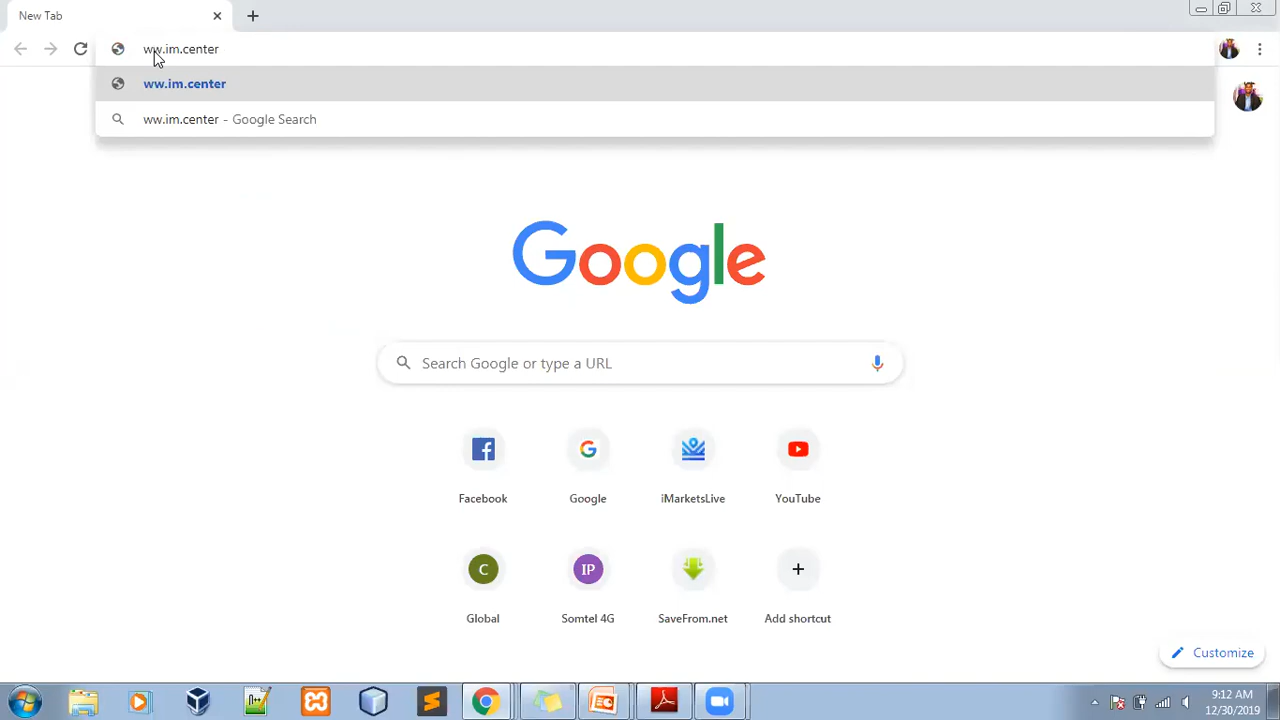 New Tab
ww.im.center
ww.im.center
ww.im.center - Google Search
Google
Search Google or type a URL
Facebook
Google
iMarketsLive
YouTube
C
IP
Global
Somtel 4G
SaveFrom.net
Add shortcut
Customize
9:12 AM
12/30/2019